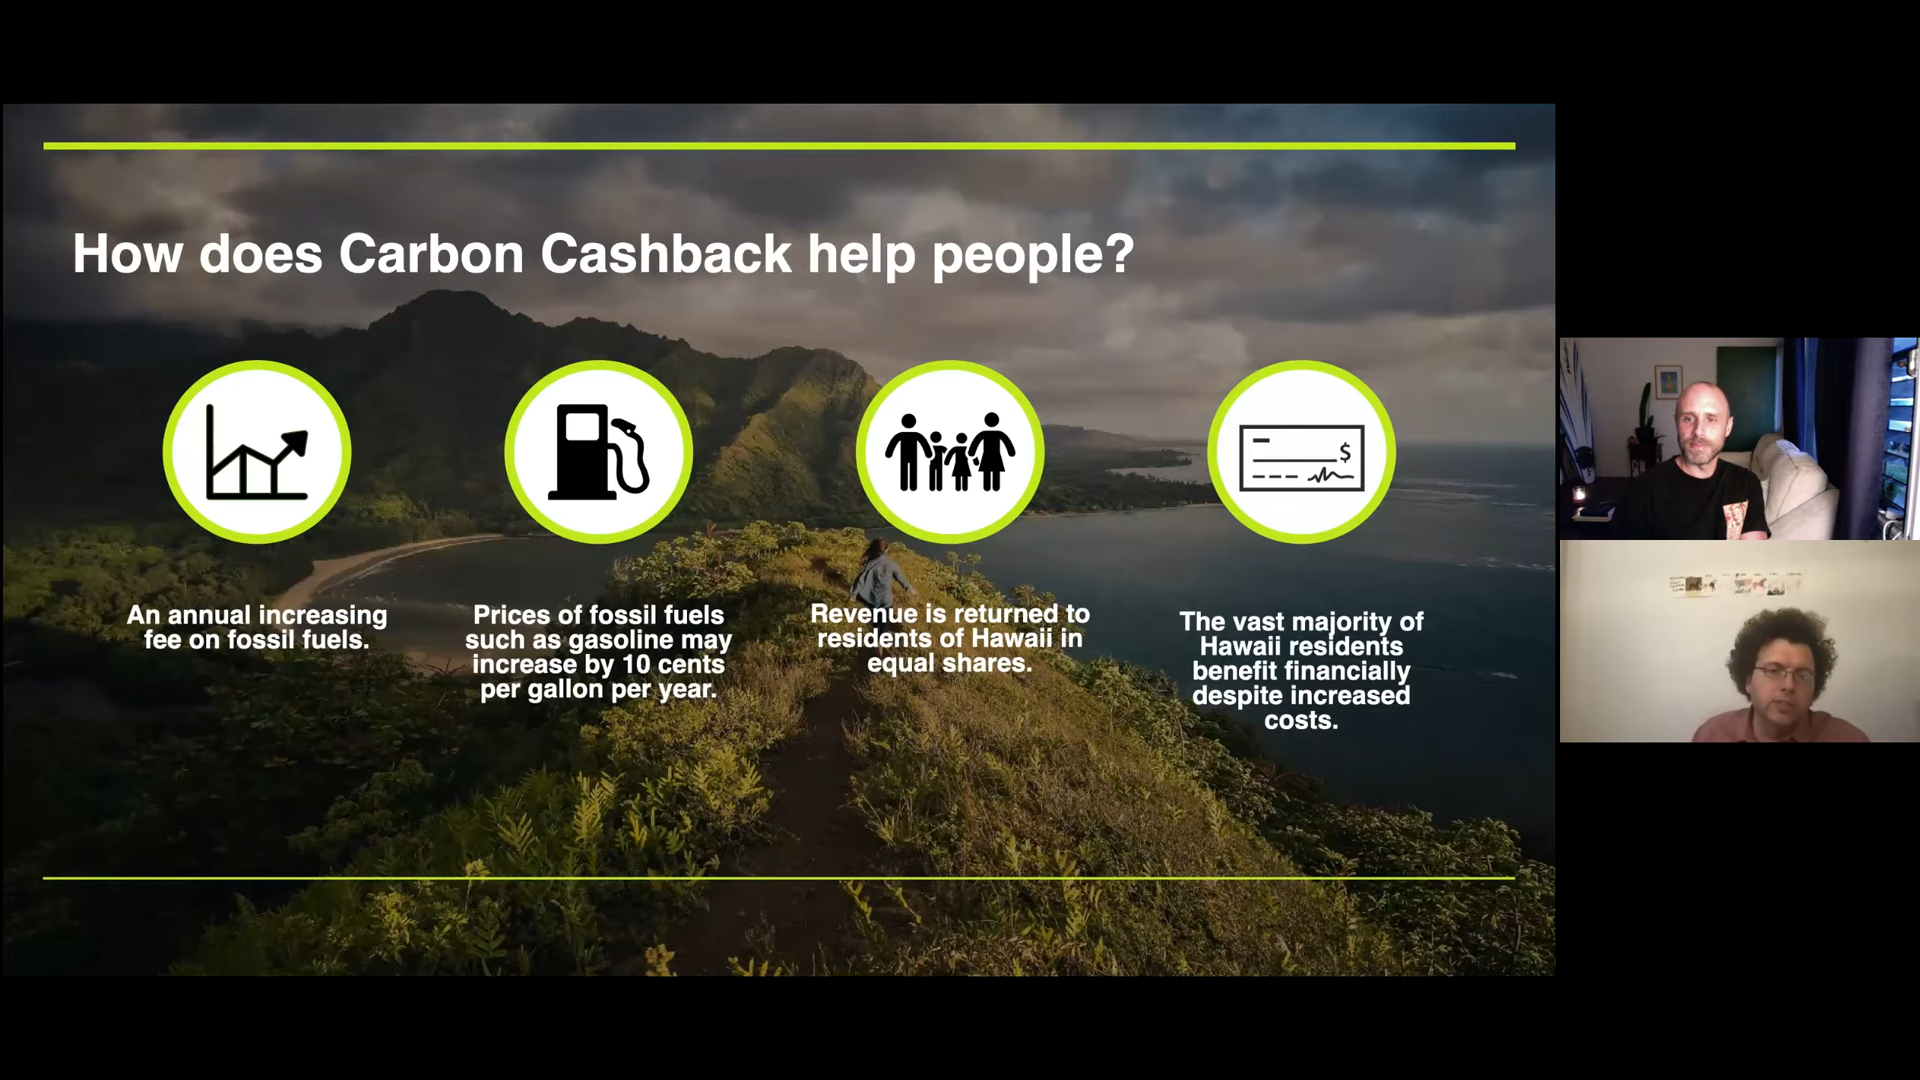 How does Carbon Cashback help people?
$
An annual increasing
fee on fossil fuels.
Prices of fossil fuels
such as gasoline may
increase by 10 cents
per gallon per year.
Revenue is returned to
residents of Hawaii in
equal shares.
The vast majority of
Hawaii residents
benefit financially
despite increased
costs.